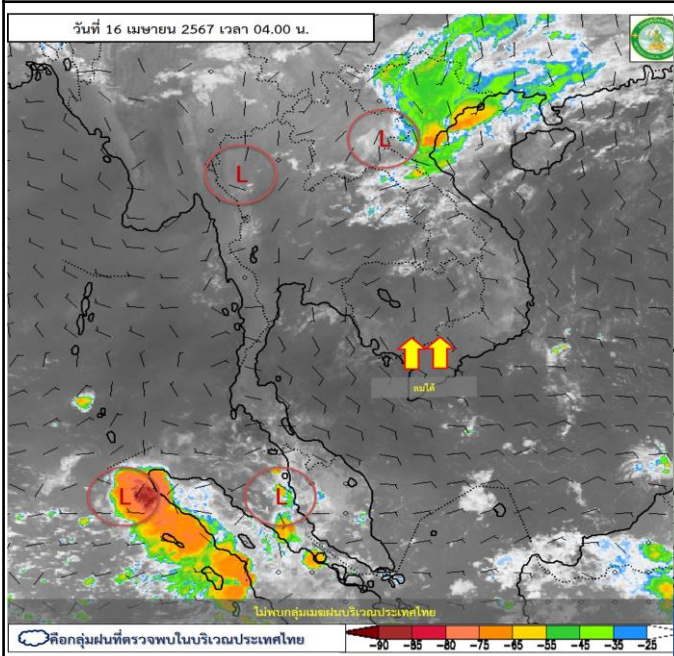 วันที่ 16 เมษายน 2567 เวลา 04.00 น.
L
L
ลมใต้
L
L
ไม่พบกลุ่มเมฆฝนบริเวณประเทศไทย
คือกลุ่มฝนที่ตรวจพบในบริเวณประเทศไทย
-90 -85 -80 -75 -65 -55 -45 -35 -25